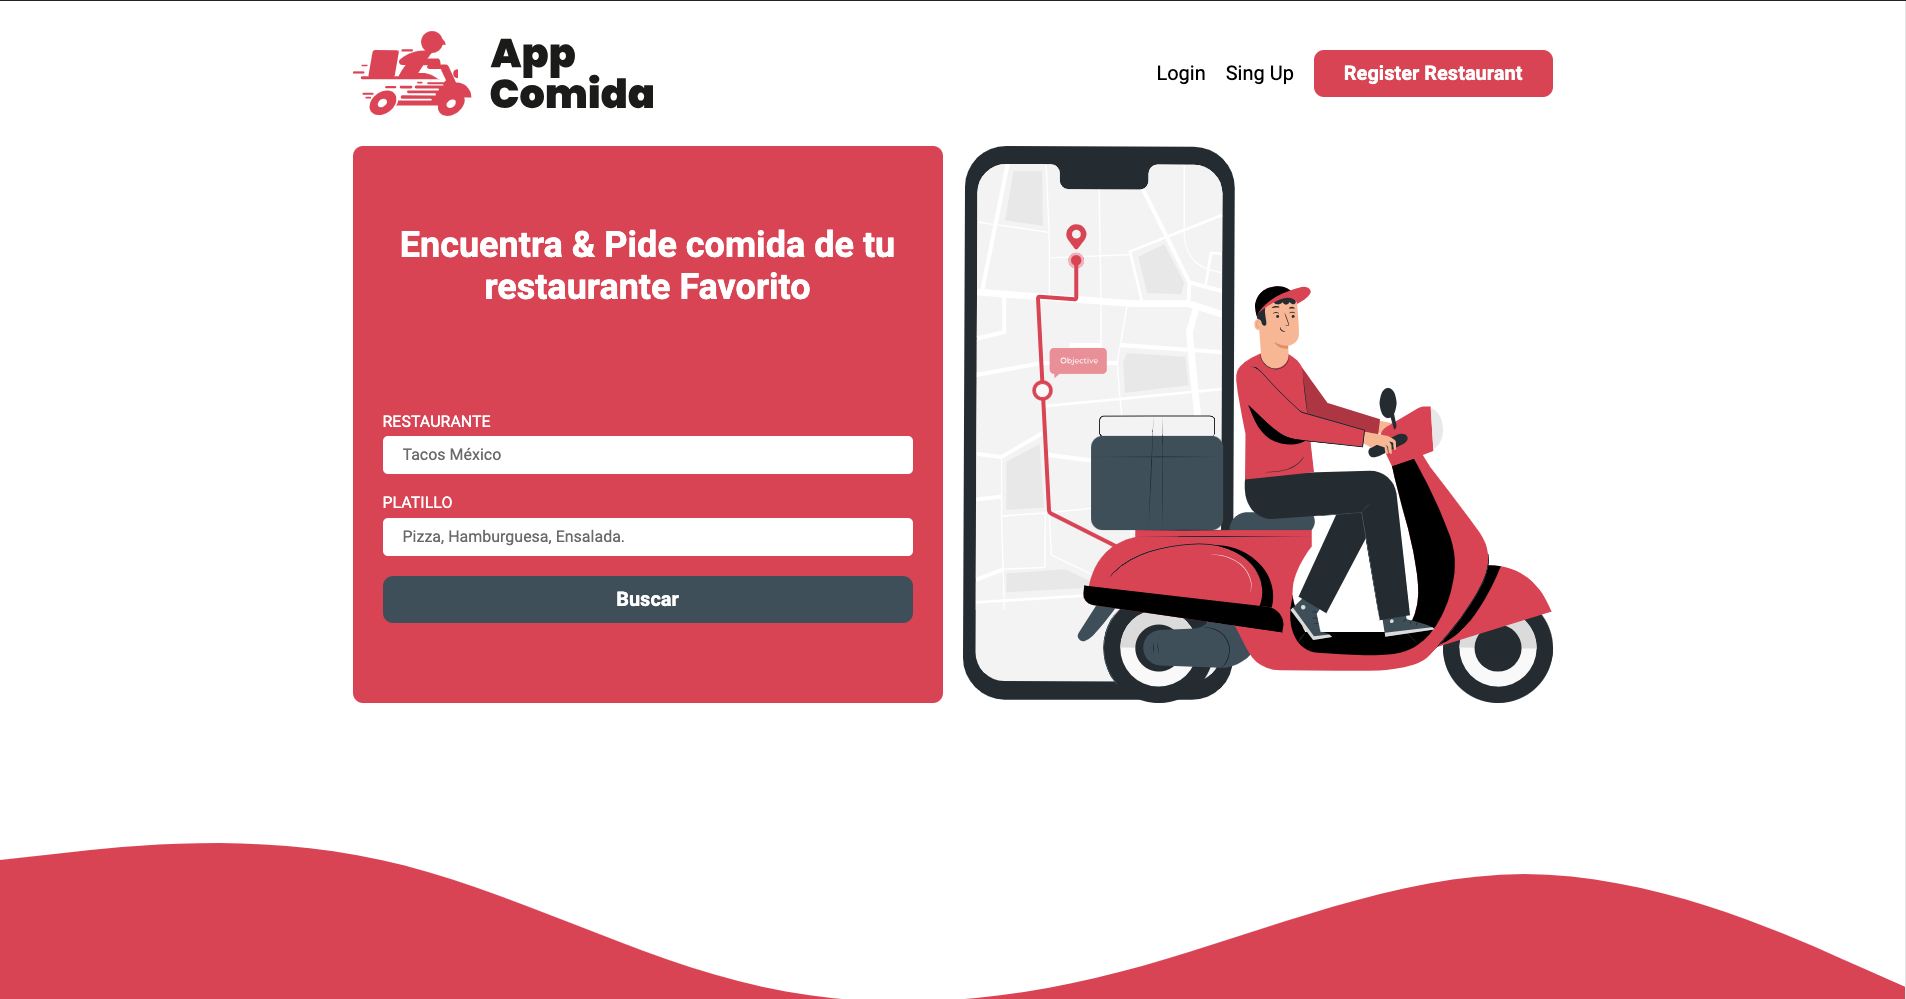 App
Comida
Login Sing Up Register Restaurant
Encuentra & Pide comida de tu
restaurante Favorito
RESTAURANTE
Tacos México
PLATILLO
Pizza, Hamburguesa, Ensalada.
Buscar
Objective